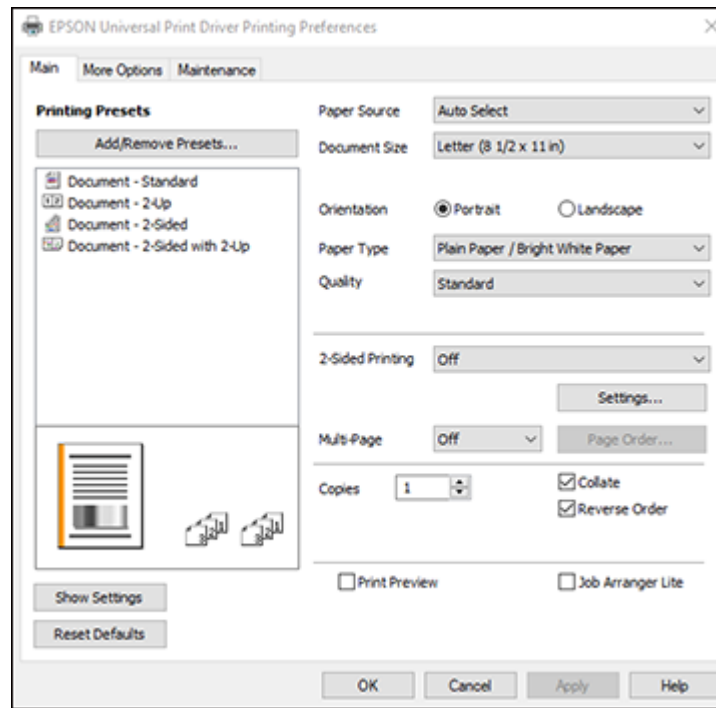 EPSON Universal Print Driver Printing Preferences
Main More Options Maintenance
Printing Presets
Add/Remove Presets...
Document - Standard
Document - 2-Up
Document - 2-Sided
Document - 2-Sided with 2-Up
Show Settings
Reset Defaults
Paper Source Auto Select
Document Size Letter (8 1/2 x 11 in)
Orientation Portrait Landscape
Paper Type Plain Paper / Bright White Paper
Quality Standard
2-Sided Printing Off
Settings...
Multi-Page Off Page Order...
Copies 1 Collate
Reverse Order
Print Preview Job Arranger Lite
OK Cancel Apply Help